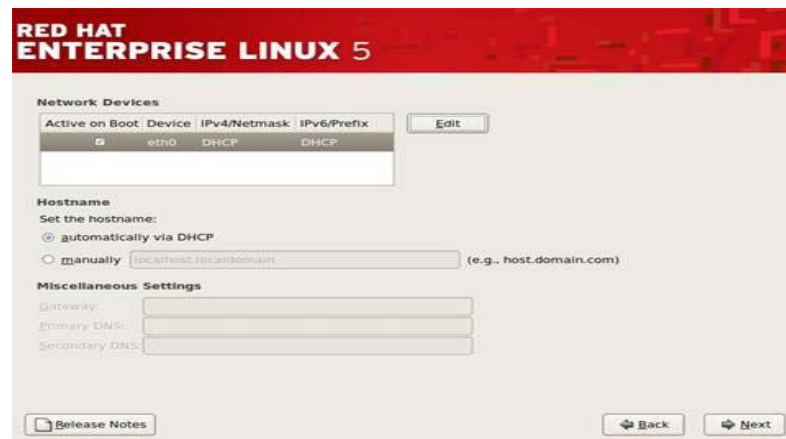 RED HAT
ENTERPRISE LINUX 5
Network Devices
Active on Boot Device IPv4/Netmask IPv6/Prefix
eth0 DHCP DHCP
Edit
Hostname
Set the hostname:
automatically via DHCP
manually localhost.localdomain (e.g., host.domain.com)
Miscellaneous Settings
Gateway:
Primary DNS:
Secondary DNS:
Release Notes
Back
Next